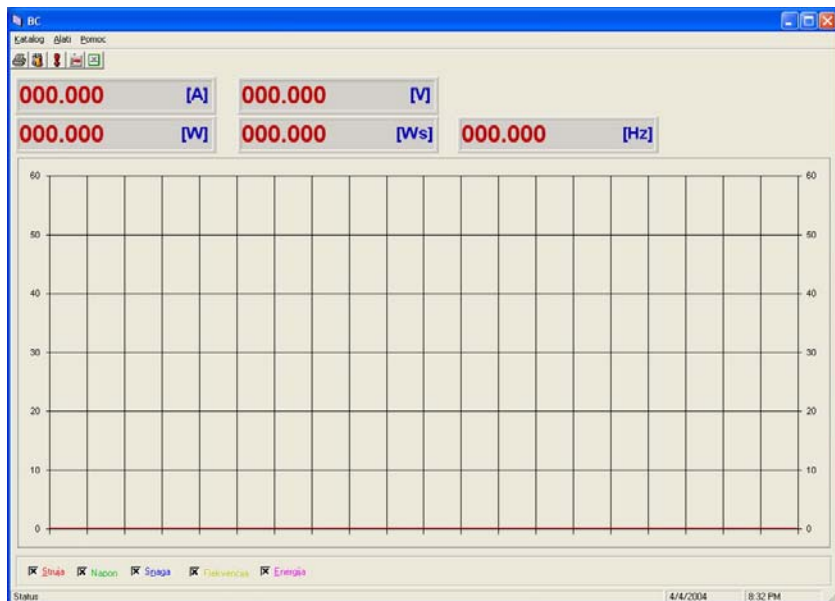 BC
Katalog Alati Pomoc
000.000 [A] 000.000 [V]
000.000 [W] 000.000 [Ws] 000.000 [Hz]
60 60
50 50
40 40
30 30
20 20
10 10
0 0
Struja Napon Snaga Frekvencija Energija
Status 4/4/2004 8:32 PM